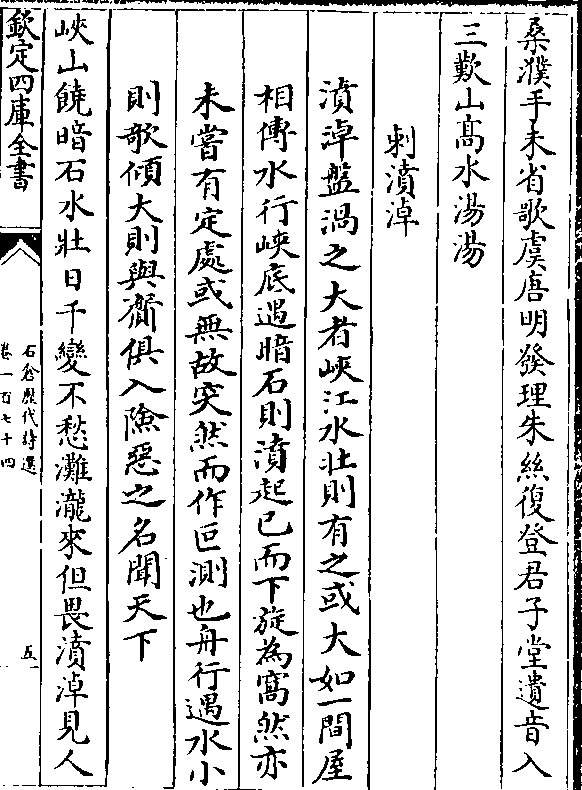 桑濮手未省歌虞唐明發理朱絲復登君子堂遺音入
三歎山高水湯湯
刺濆淖
濆淖盤渦之大者峽江水壯則有之或大如一間屋
相傳水行峽底遇暗石則濆起已而下旋為窩然亦
未嘗有定處或無故突然而作叵測也舟行遇水小
則欹傾大則與齎俱入險惡之名聞天下
峽山饒暗石水壯日千變不愁灘瀧來但畏濆淖見人
欽定四庫全書
石倉歷代詩選
卷一百七十四
五